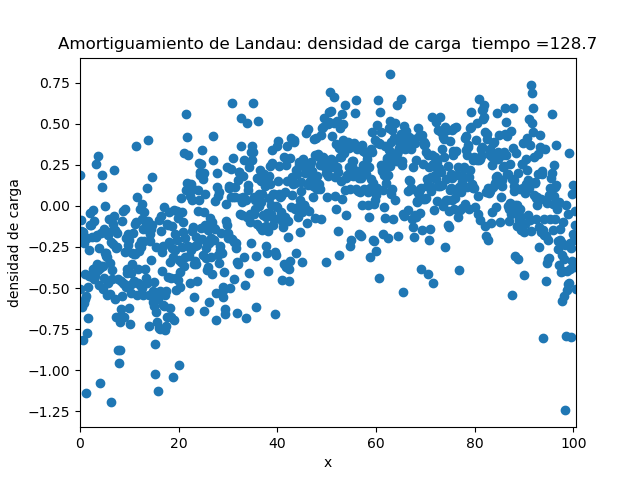 Amortiguamiento de Landau: densidad de carga  tiempo =128.7
0.75
0.50
0.25
0.00
−0.25
−0.50
−0.75
−1.00
−1.25
densidad de carga
0 20 40 60 80 100
x